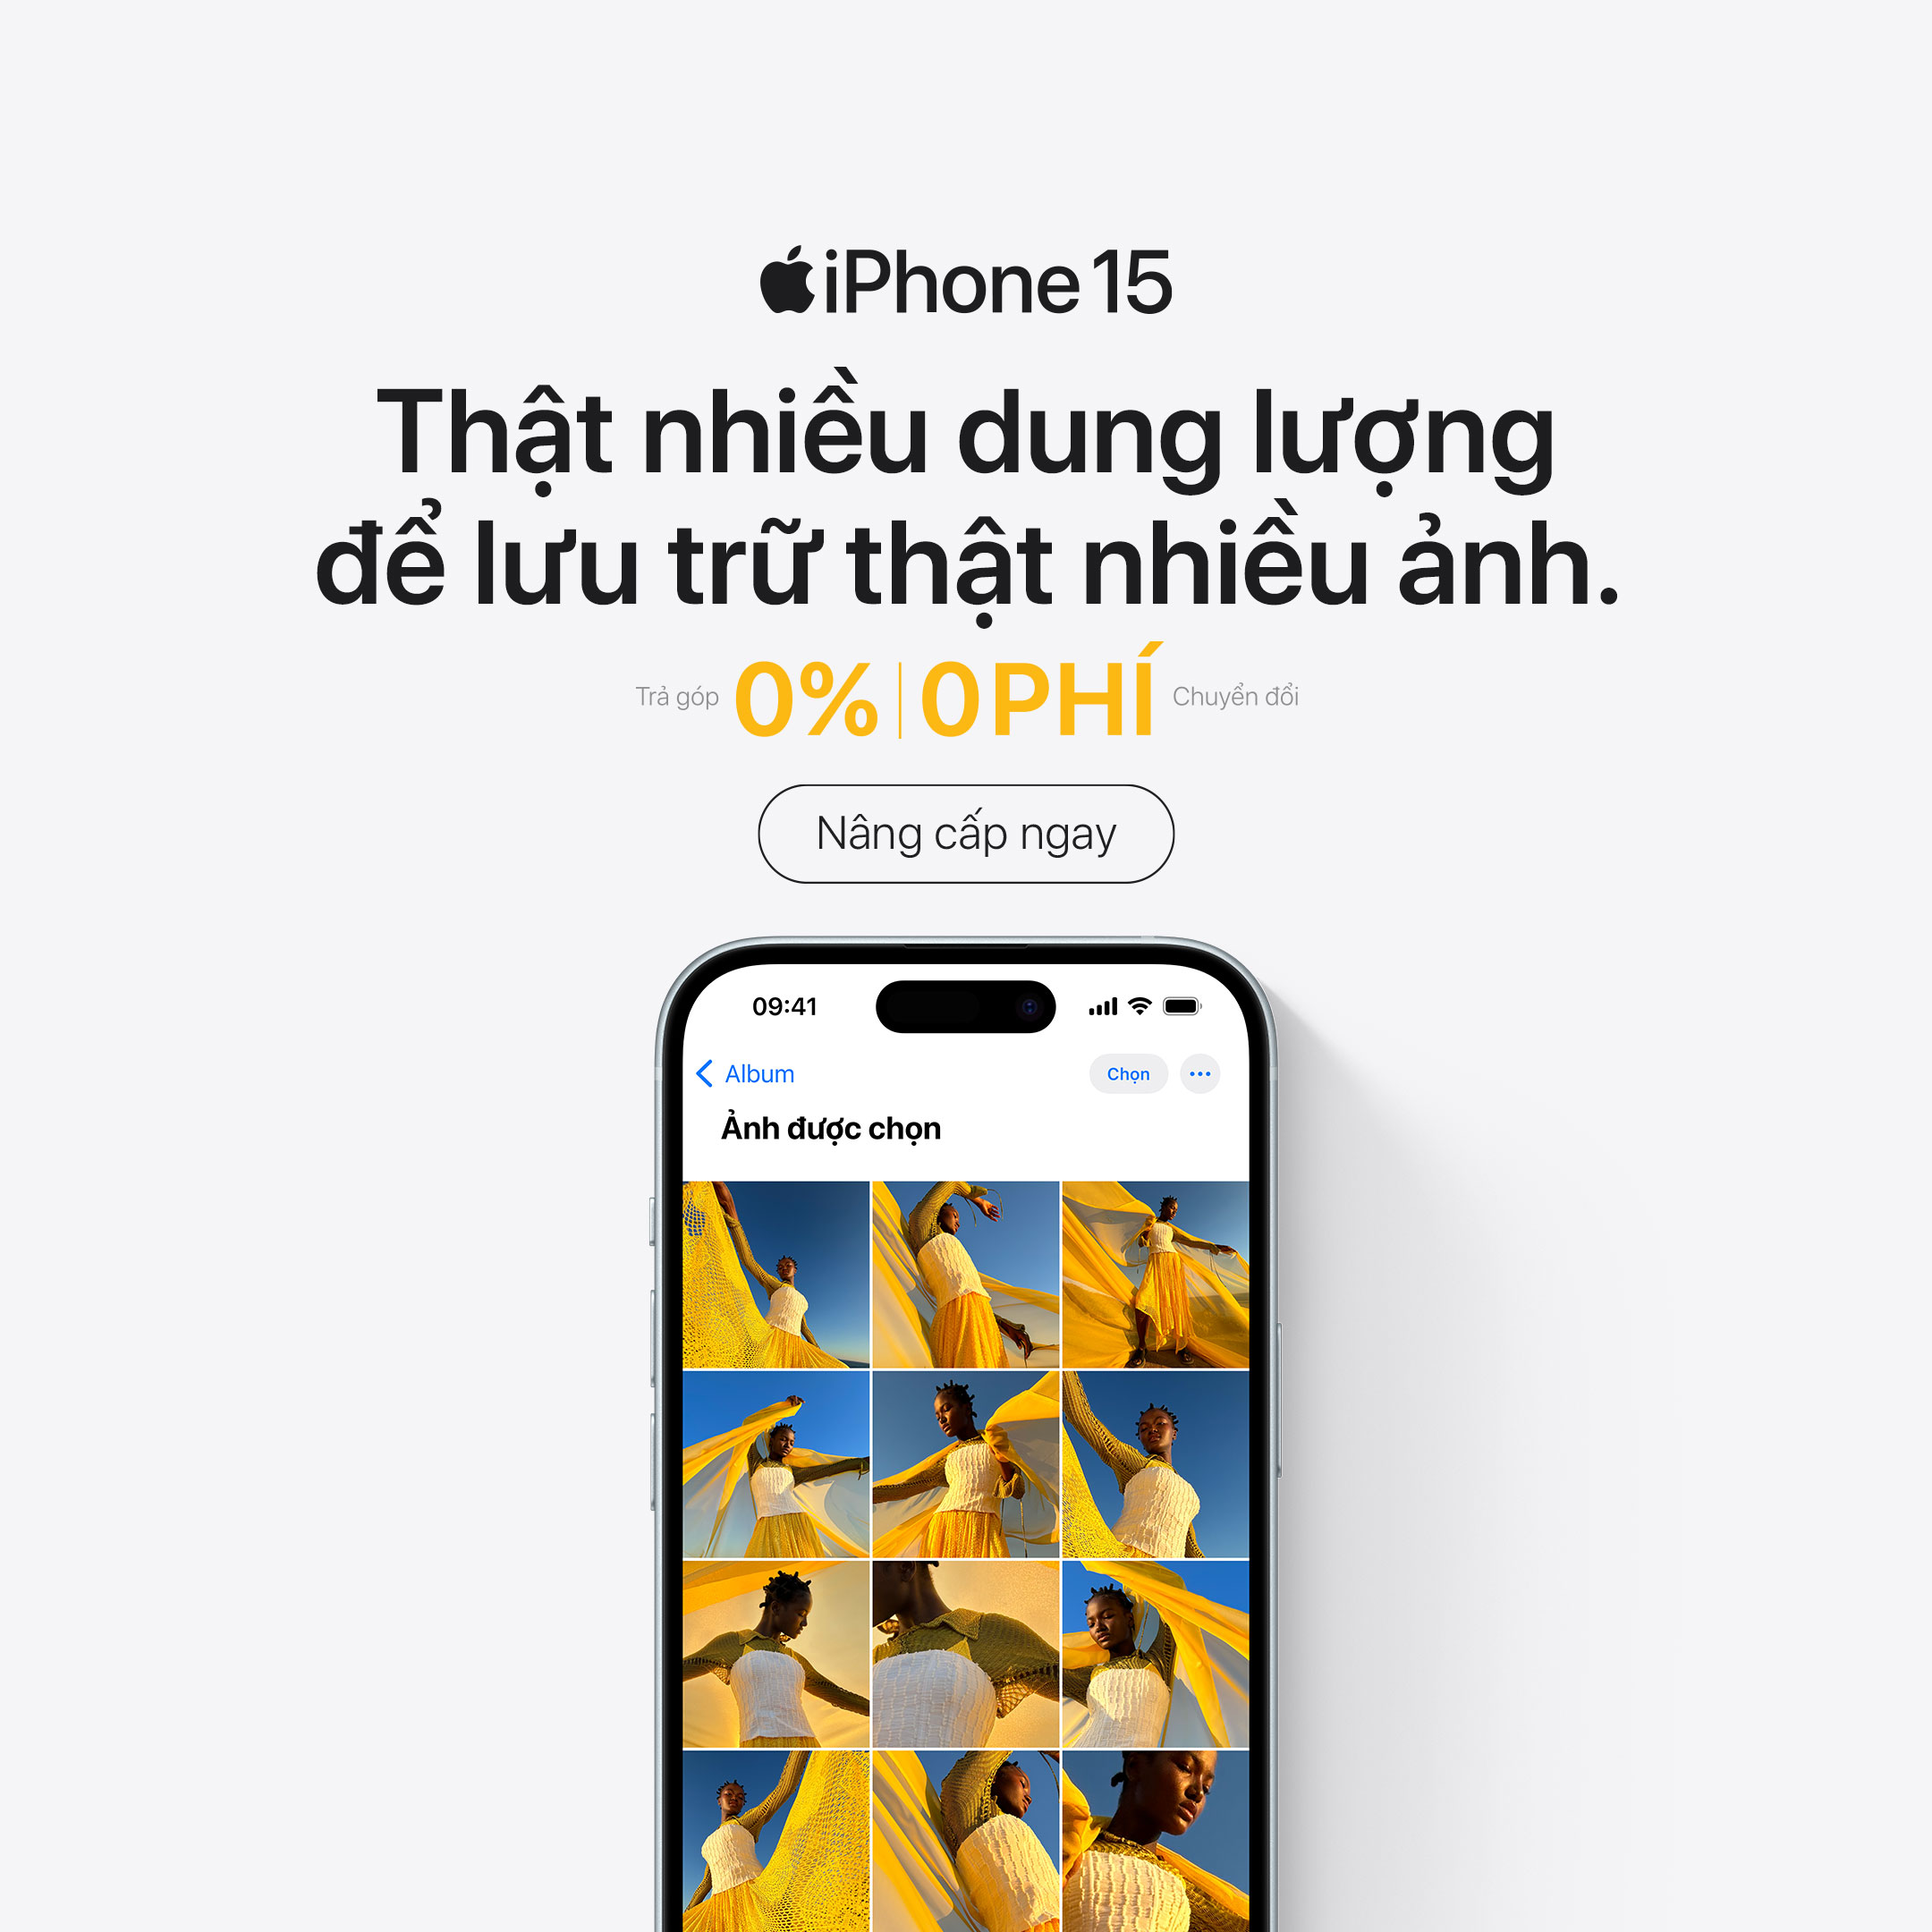 iPhone 15
Thật nhiều dung lượng
để lưu trữ thật nhiều ảnh.
Trả góp 0% | 0 PHÍ Chuyển đổi
Nâng cấp ngay
09:41
Album Chọn
Ảnh được chọn